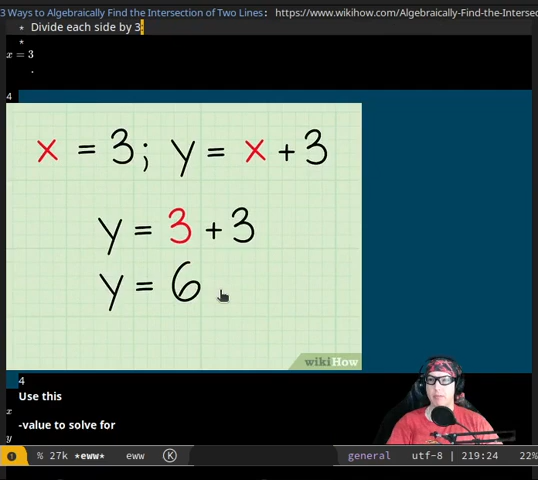 3 Ways to Algebraically Find the Intersection of Two Lines: https://www.wikihow.com/Algebraically-Find-the-Intersec
* Divide each side by 3:
*
x = 3
.
4
x = 3; y = x + 3
y = 3 + 3
y = 6
wikiHow
4
Use this
x
-value to solve for
y
1 % 27k *eww* eww K general utf-8 | 219:24 22%